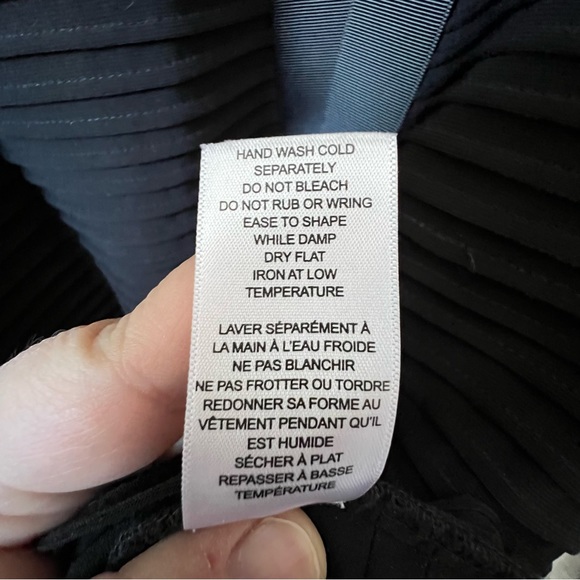 HAND WASH COLD
SEPARATELY
DO NOT BLEACH
DO NOT RUB OR WRING
EASE TO SHAPE
WHILE DAMP
DRY FLAT
IRON AT LOW
TEMPERATURE
LAVER SÉPARÉMENT À
LA MAIN À L'EAU FROIDE
NE PAS BLANCHIR
NE PAS FROTTER OU TORDRE
REDONNER SA FORME AU
VÊTEMENT PENDANT QU'IL
EST HUMIDE
SÉCHER À PLAT
REPASSER À BASSE
TEMPÉRATURE